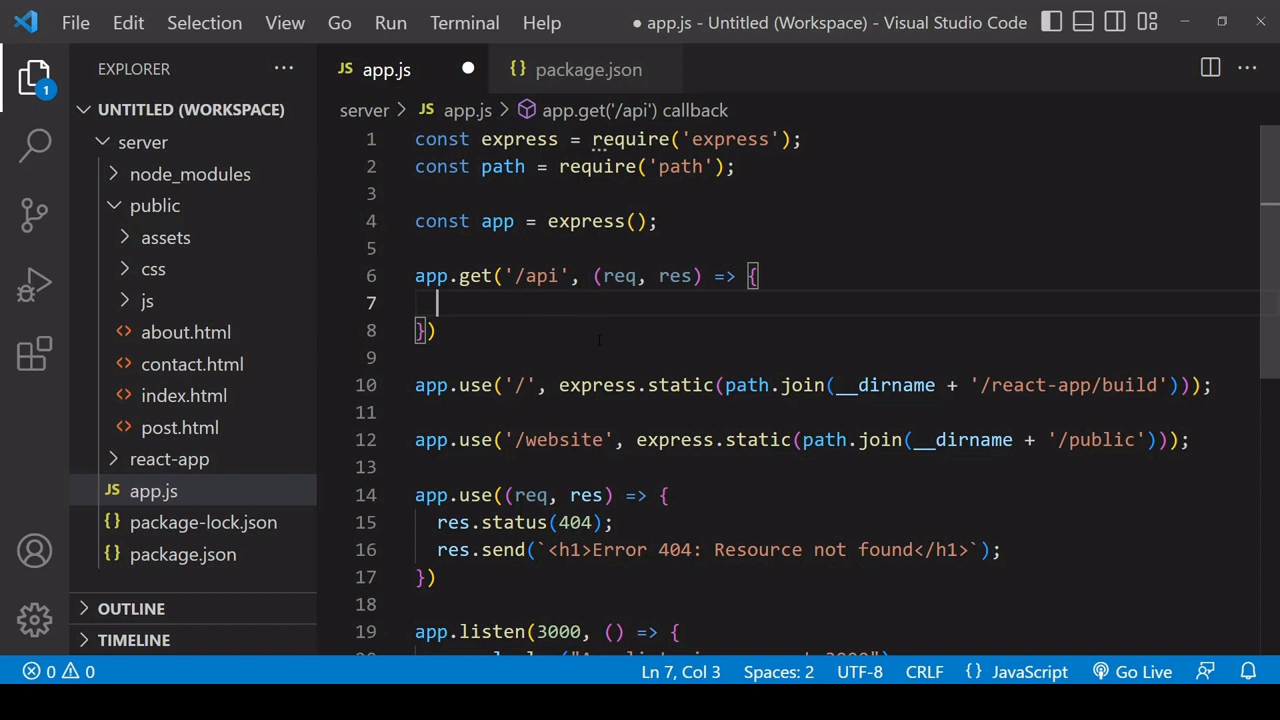 File Edit Selection View Go Run Terminal Help ● app.js - Untitled (Workspace) - Visual Studio Code
EXPLORER ···
1
UNTITLED (WORKSPACE)
server
node_modules
public
assets
css
js
about.html
contact.html
index.html
post.html
react-app
JS app.js
{} package-lock.json
{} package.json
OUTLINE
TIMELINE
JS app.js ● {} package.json
server > JS app.js > app.get('/api') callback
1 const express = require('express');
2 const path = require('path');
3
4 const app = express();
5
6 app.get('/api', (req, res) => {
7
8 })
9
10 app.use('/', express.static(path.join(__dirname + '/react-app/build')));
11
12 app.use('/website', express.static(path.join(__dirname + '/public')));
13
14 app.use((req, res) => {
15 res.status(404);
16 res.send(`<h1>Error 404: Resource not found</h1>`);
17 })
18
19 app.listen(3000, () => {
0 0 Ln 7, Col 3 Spaces: 2 UTF-8 CRLF {} JavaScript Go Live